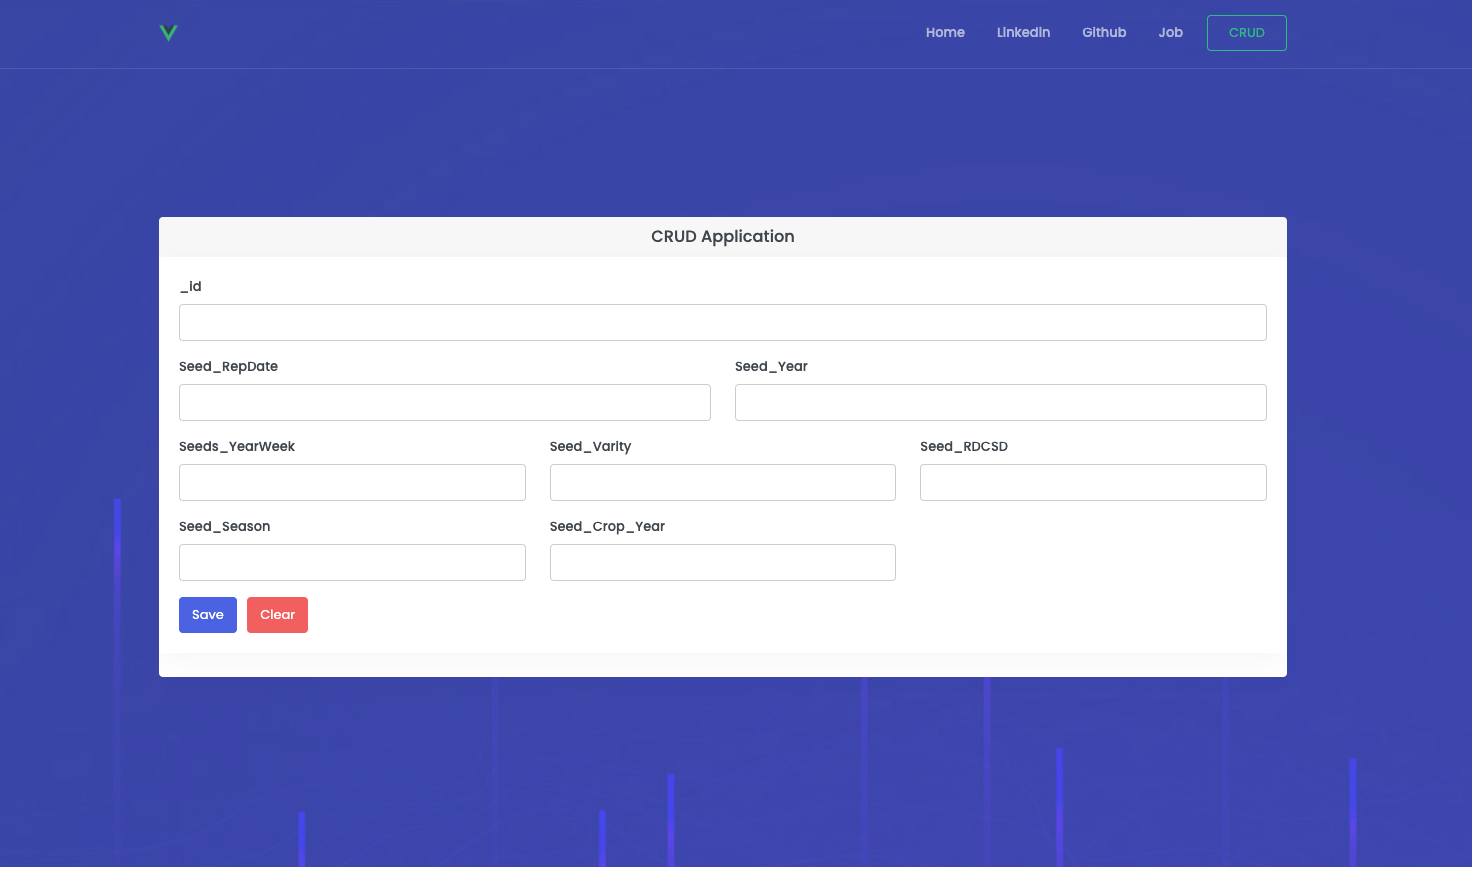 Home Linkedin Github Job CRUD
CRUD Application
_id
Seed_RepDate Seed_Year
Seeds_YearWeek Seed_Varity Seed_RDCSD
Seed_Season Seed_Crop_Year
Save Clear